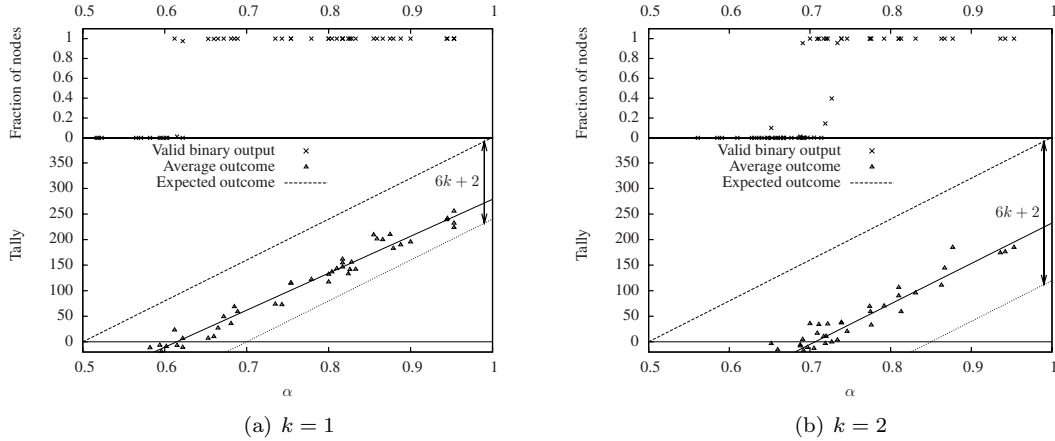 0.5 0.6 0.7 0.8 0.9 1
Fraction of nodes
1
0.8
0.6
0.4
0.2
0
Valid binary output
Average outcome
Expected outcome
6k + 2
Tally
350
300
250
200
150
100
50
0
0.5 0.6 0.7 0.8 0.9 1
α
(a) k = 1
0.5 0.6 0.7 0.8 0.9 1
Fraction of nodes
1
0.8
0.6
0.4
0.2
0
Valid binary output
Average outcome
Expected outcome
6k + 2
Tally
350
300
250
200
150
100
50
0
0.5 0.6 0.7 0.8 0.9 1
α
(b) k = 2